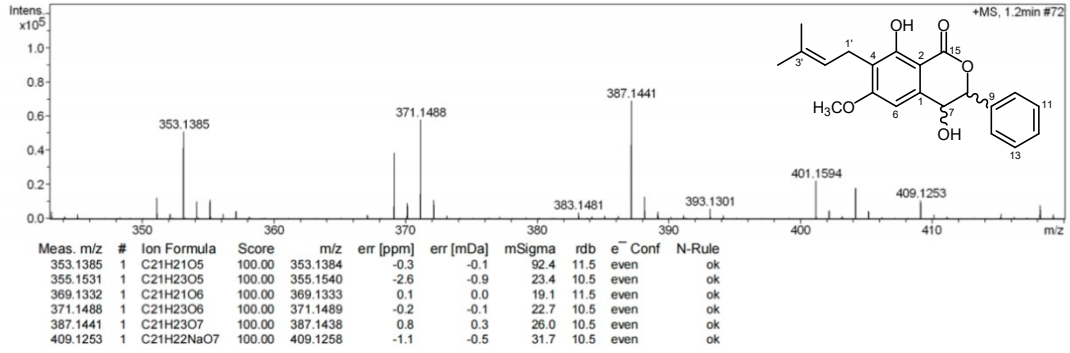 Intens.
x10⁵
+MS, 1.2min #72
1.0
0.8
0.6
0.4
0.2
0.0
353.1385
371.1488
383.1481
387.1441
393.1301
401.1594
409.1253
350
360
370
380
390
400
410
m/z
OH
O
1'
4
2
15
O
3'
9
11
1
7
H₃CO
6
OH
13
Meas. m/z # Ion Formula Score m/z err [ppm] err [mDa] mSigma rdb e⁻ Conf N-Rule
353.1385 1 C21H21O5 100.00 353.1384 -0.3 -0.1 92.4 11.5 even ok
355.1531 1 C21H23O5 100.00 355.1540 -2.6 -0.9 23.4 10.5 even ok
369.1332 1 C21H21O6 100.00 369.1333 0.1 0.0 19.1 11.5 even ok
371.1488 1 C21H23O6 100.00 371.1489 -0.2 -0.1 22.7 10.5 even ok
387.1441 1 C21H23O7 100.00 387.1438 0.8 0.3 26.0 10.5 even ok
409.1253 1 C21H22NaO7 100.00 409.1258 -1.1 -0.5 31.7 10.5 even ok